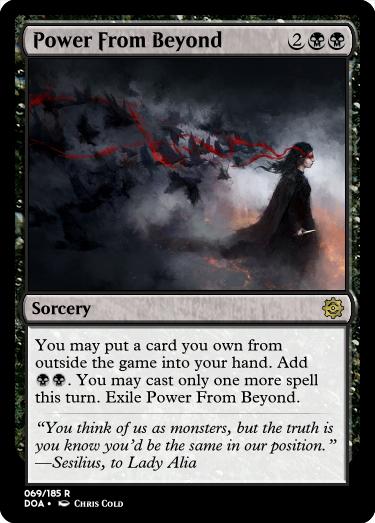 Power From Beyond 2
Sorcery
You may put a card you own from
outside the game into your hand. Add
. You may cast only one more spell
this turn. Exile Power From Beyond.
“You think of us as monsters, but the truth is
you know you’d be the same in our position.”
—Sesilius, to Lady Alia
069/185 R
DOA • Chris Cold